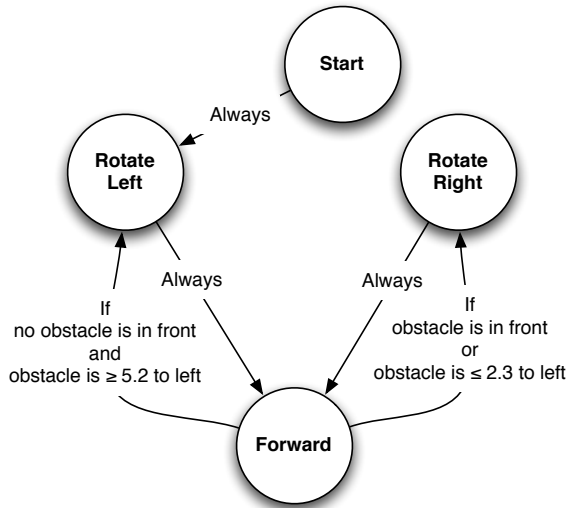 Start
Always
Rotate
Left
Rotate
Right
Always
Always
If
no obstacle is in front
and
obstacle is ≥ 5.2 to left
If
obstacle is in front
or
obstacle is ≤ 2.3 to left
Forward